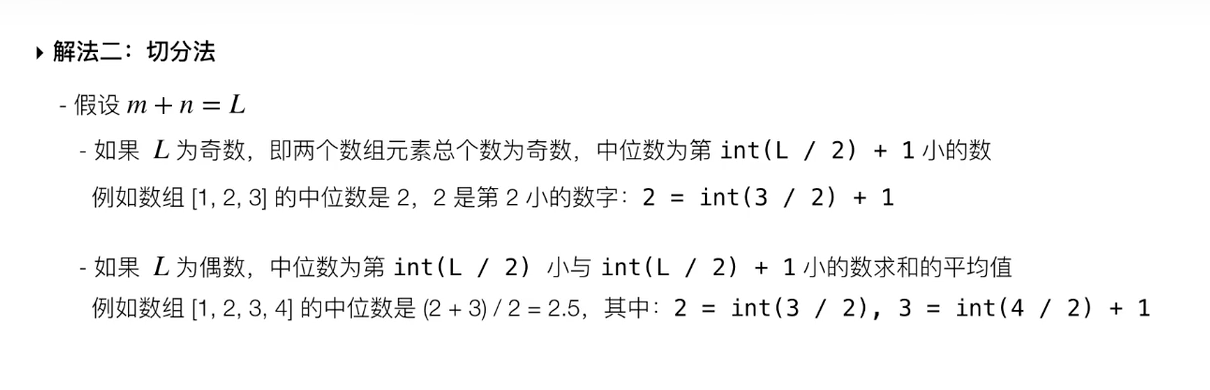 ▸ 解法二：切分法
- 假设 m + n = L
- 如果 L 为奇数，即两个数组元素总个数为奇数，中位数为第 int(L / 2) + 1 小的数
例如数组 [1, 2, 3] 的中位数是 2，2 是第 2 小的数字：2 = int(3 / 2) + 1
- 如果 L 为偶数，中位数为第 int(L / 2) 小与 int(L / 2) + 1 小的数求和的平均值
例如数组 [1, 2, 3, 4] 的中位数是 (2 + 3) / 2 = 2.5，其中：2 = int(3 / 2), 3 = int(4 / 2) + 1